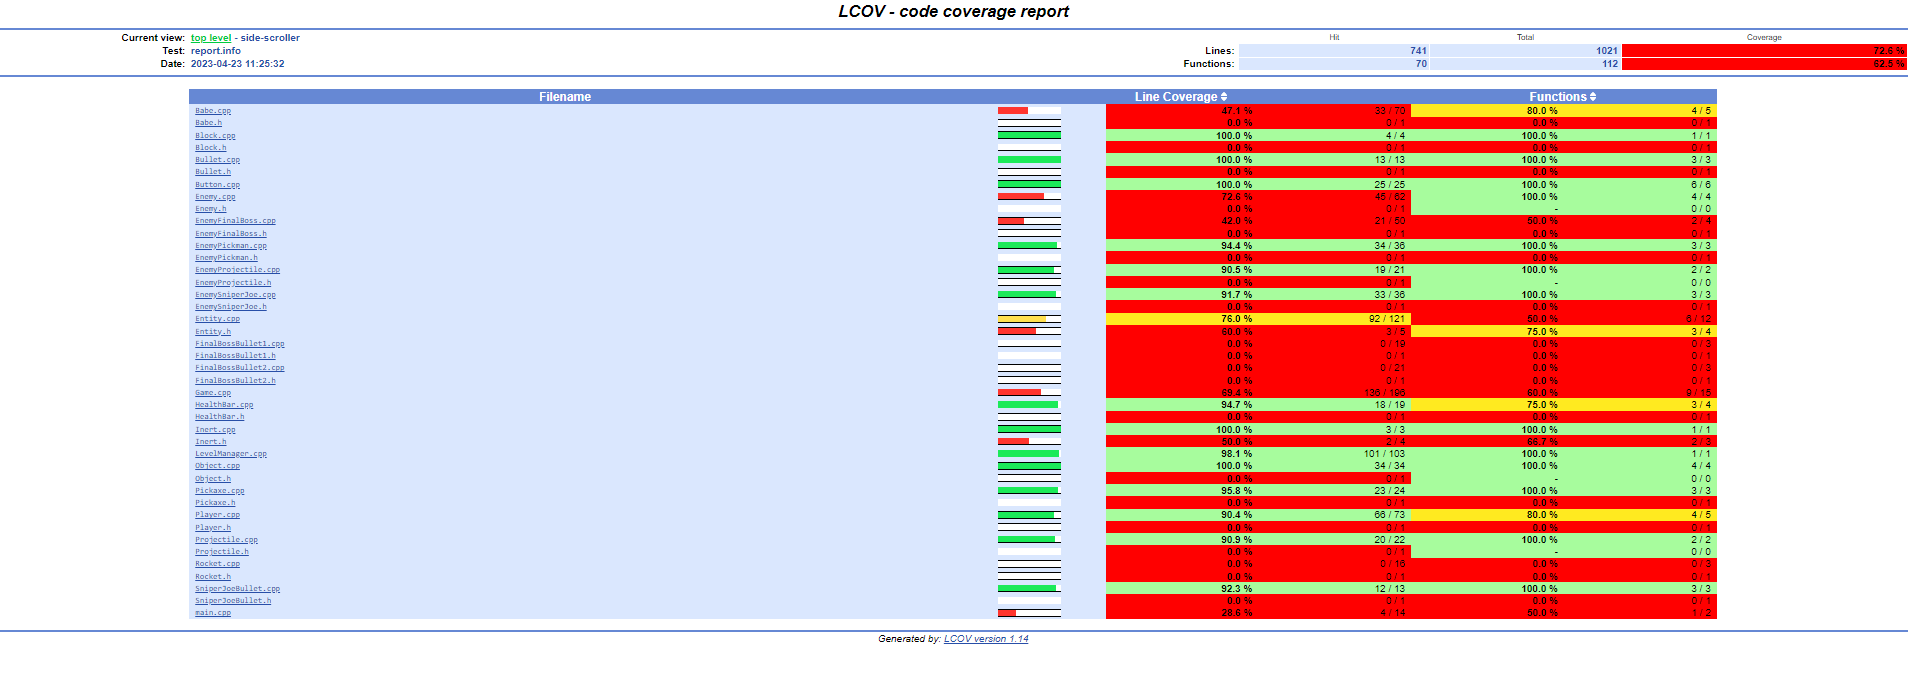 LCOV - code coverage report
Current view: top level - side-scroller Hit Total Coverage
Test: report.info Lines: 741 1021 72.6 %
Date: 2023-04-23 11:25:32 Functions: 70 112 62.5 %
Filename Line Coverage Functions
Babe.cpp 47.1 % 33 / 70 80.0 % 4 / 5
Babe.h 0.0 % 0 / 1 0.0 % 0 / 1
Block.cpp 100.0 % 4 / 4 100.0 % 1 / 1
Block.h 0.0 % 0 / 1 0.0 % 0 / 1
Bullet.cpp 100.0 % 13 / 13 100.0 % 3 / 3
Bullet.h 0.0 % 0 / 1 0.0 % 0 / 1
Button.cpp 100.0 % 25 / 25 100.0 % 6 / 6
Enemy.cpp 72.6 % 45 / 62 100.0 % 4 / 4
Enemy.h 0.0 % 0 / 1 - 0 / 0
EnemyFinalBoss.cpp 42.0 % 21 / 50 50.0 % 2 / 4
EnemyFinalBoss.h 0.0 % 0 / 1 0.0 % 0 / 1
EnemyPickman.cpp 94.4 % 34 / 36 100.0 % 3 / 3
EnemyPickman.h 0.0 % 0 / 1 0.0 % 0 / 1
EnemyProjectile.cpp 90.5 % 19 / 21 100.0 % 2 / 2
EnemyProjectile.h 0.0 % 0 / 1 - 0 / 0
EnemySniperJoe.cpp 91.7 % 33 / 36 100.0 % 3 / 3
EnemySniperJoe.h 0.0 % 0 / 1 0.0 % 0 / 1
Entity.cpp 76.0 % 92 / 121 50.0 % 6 / 12
Entity.h 60.0 % 3 / 5 75.0 % 3 / 4
FinalBossBullet1.cpp 0.0 % 0 / 19 0.0 % 0 / 3
FinalBossBullet1.h 0.0 % 0 / 1 0.0 % 0 / 1
FinalBossBullet2.cpp 0.0 % 0 / 21 0.0 % 0 / 3
FinalBossBullet2.h 0.0 % 0 / 1 0.0 % 0 / 1
Game.cpp 69.4 % 136 / 196 60.0 % 9 / 15
HealthBar.cpp 94.7 % 18 / 19 75.0 % 3 / 4
HealthBar.h 0.0 % 0 / 1 0.0 % 0 / 1
Inert.cpp 100.0 % 3 / 3 100.0 % 1 / 1
Inert.h 50.0 % 2 / 4 66.7 % 2 / 3
LevelManager.cpp 98.1 % 101 / 103 100.0 % 1 / 1
Object.cpp 100.0 % 34 / 34 100.0 % 4 / 4
Object.h 0.0 % 0 / 1 - 0 / 0
Pickaxe.cpp 95.8 % 23 / 24 100.0 % 3 / 3
Pickaxe.h 0.0 % 0 / 1 0.0 % 0 / 1
Player.cpp 90.4 % 66 / 73 80.0 % 4 / 5
Player.h 0.0 % 0 / 1 0.0 % 0 / 1
Projectile.cpp 90.9 % 20 / 22 100.0 % 2 / 2
Projectile.h 0.0 % 0 / 1 - 0 / 0
Rocket.cpp 0.0 % 0 / 16 0.0 % 0 / 3
Rocket.h 0.0 % 0 / 1 0.0 % 0 / 1
SniperJoeBullet.cpp 92.3 % 12 / 13 100.0 % 3 / 3
SniperJoeBullet.h 0.0 % 0 / 1 0.0 % 0 / 1
main.cpp 28.6 % 4 / 14 50.0 % 1 / 2
Generated by: LCOV version 1.14